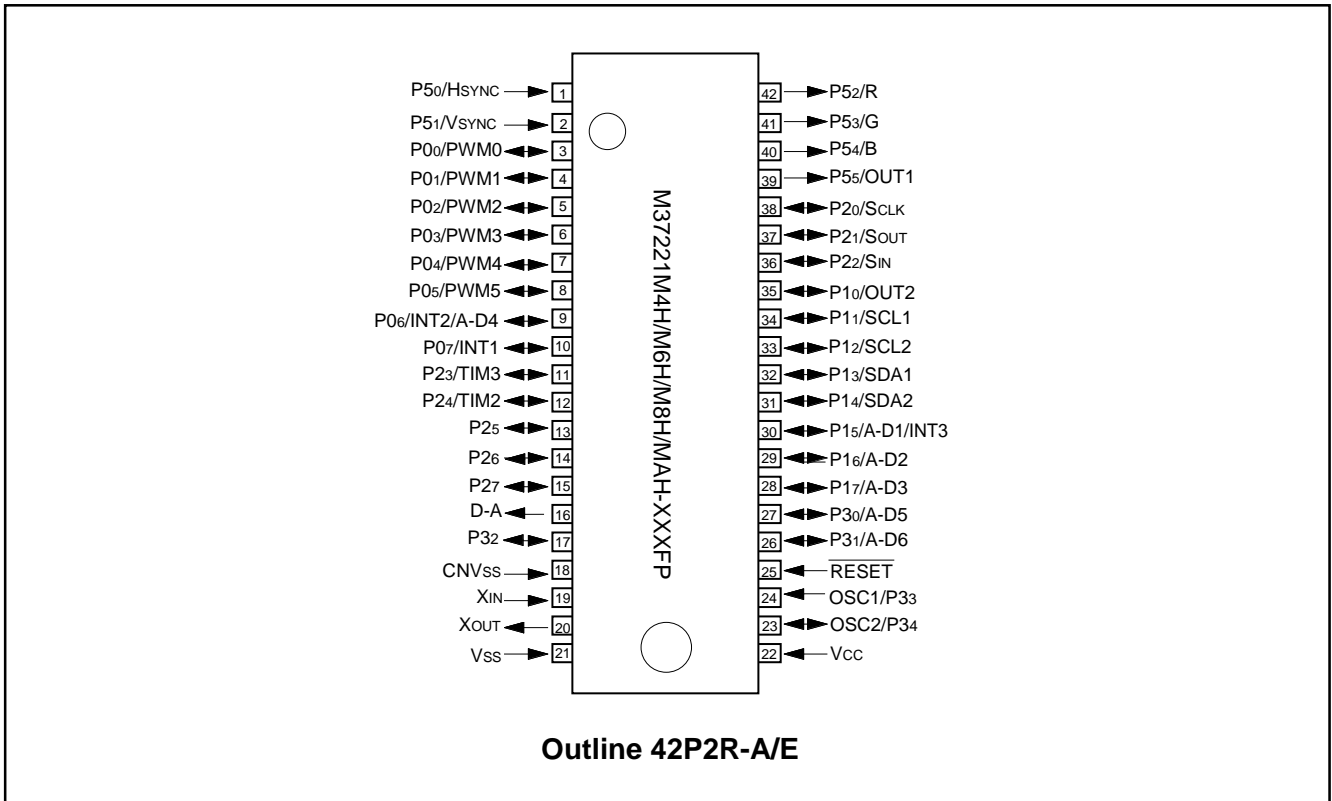 P50/HSYNC 1
P51/VSYNC 2
P00/PWM0 3
P01/PWM1 4
P02/PWM2 5
P03/PWM3 6
P04/PWM4 7
P05/PWM5 8
P06/INT2/A-D4 9
P07/INT1 10
P23/TIM3 11
P24/TIM2 12
P25 13
P26 14
P27 15
D-A 16
P32 17
CNVSS 18
XIN 19
XOUT 20
VSS 21
M37221M4H/M6H/M8H/MAH-XXXFP
42 P52/R
41 P53/G
40 P54/B
39 P55/OUT1
38 P20/SCLK
37 P21/SOUT
36 P22/SIN
35 P10/OUT2
34 P11/SCL1
33 P12/SCL2
32 P13/SDA1
31 P14/SDA2
30 P15/A-D1/INT3
29 P16/A-D2
28 P17/A-D3
27 P30/A-D5
26 P31/A-D6
25 RESET
24 OSC1/P33
23 OSC2/P34
22 VCC
Outline 42P2R-A/E